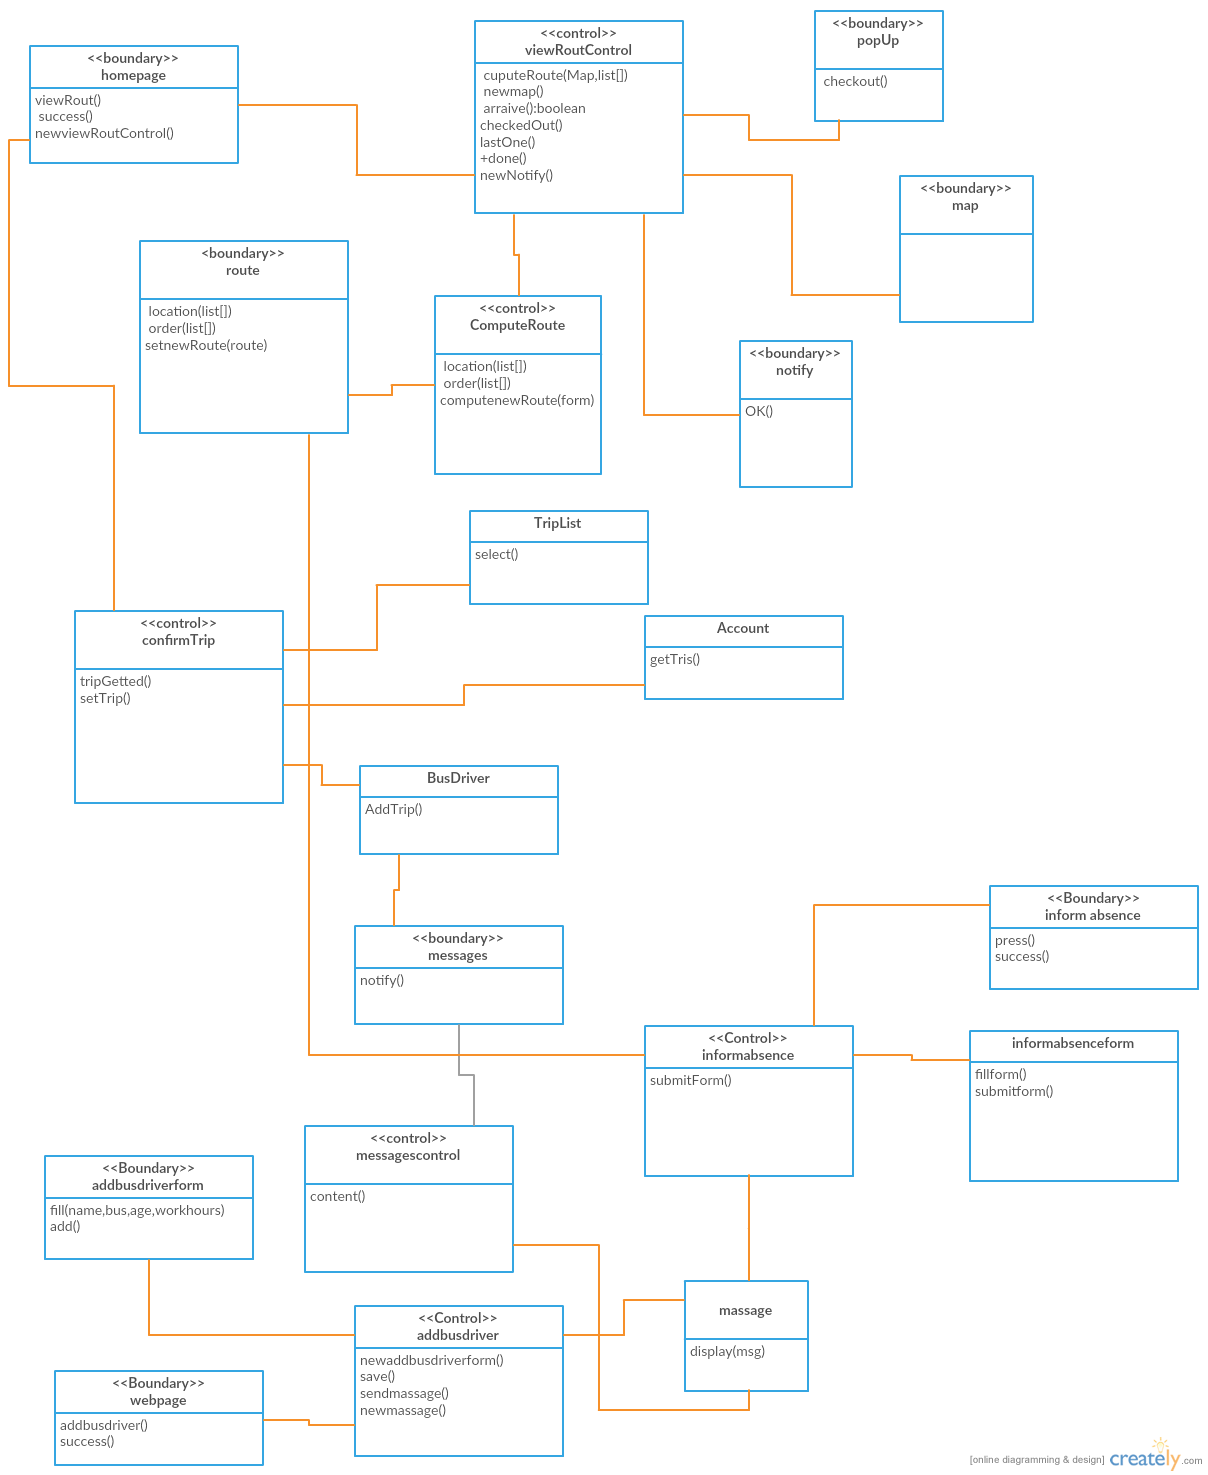 <<boundary>>
homepage
viewRout()
success()
newviewRoutControl()
<<control>>
viewRoutControl
cuputeRoute(Map,list[])
newmap()
arraive():boolean
checkedOut()
lastOne()
+done()
newNotify()
<<boundary>>
popUp
checkout()
<<boundary>>
map
<boundary>>
route
location(list[])
order(list[])
setnewRoute(route)
<<control>>
ComputeRoute
location(list[])
order(list[])
computenewRoute(form)
<<boundary>>
notify
OK()
TripList
select()
<<control>>
confirmTrip
tripGetted()
setTrip()
Account
getTris()
BusDriver
AddTrip()
<<boundary>>
messages
notify()
<<Boundary>>
inform absence
press()
success()
<<Control>>
informabsence
submitForm()
informabsenceform
fillform()
submitform()
<<control>>
messagescontrol
content()
<<Boundary>>
addbusdriverform
fill(name,bus,age,workhours)
add()
massage
display(msg)
<<Control>>
addbusdriver
newaddbusdriverform()
save()
sendmassage()
newmassage()
<<Boundary>>
webpage
addbusdriver()
success()
[online diagramming & design] creately.com